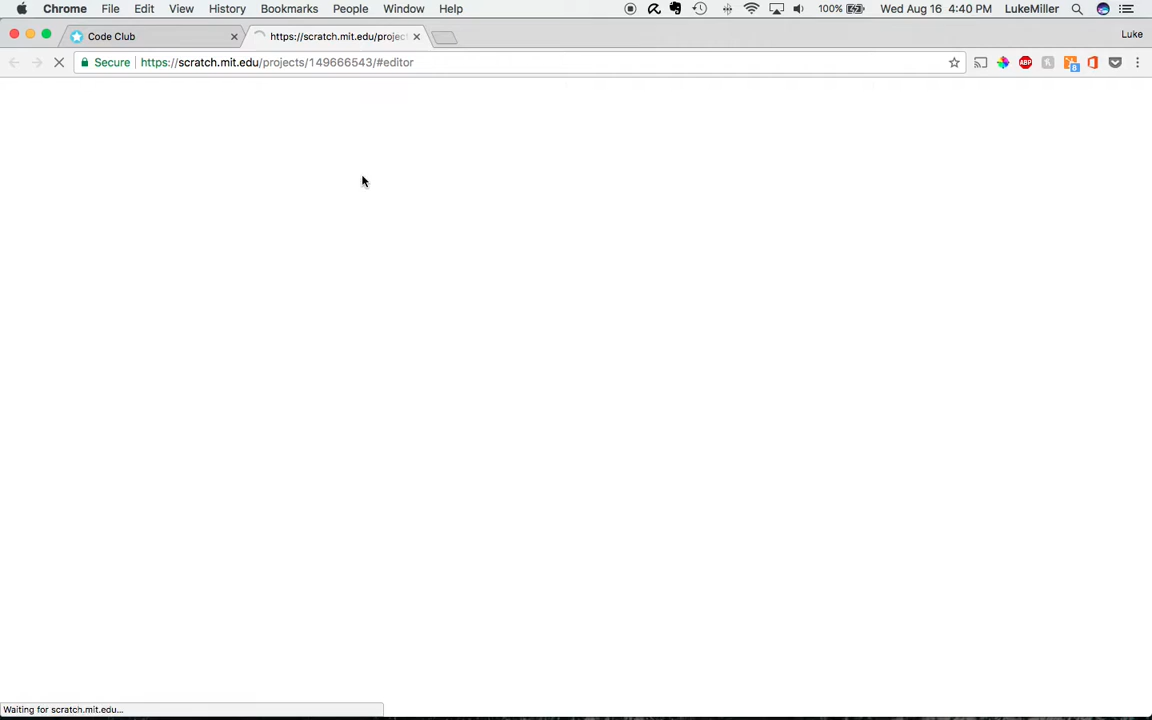 Chrome File Edit View History Bookmarks People Window Help 100% Wed Aug 16 4:40 PM LukeMiller
Code Club https://scratch.mit.edu/projec Luke
Secure https://scratch.mit.edu/projects/149666543/#editor ABP 8
Waiting for scratch.mit.edu...